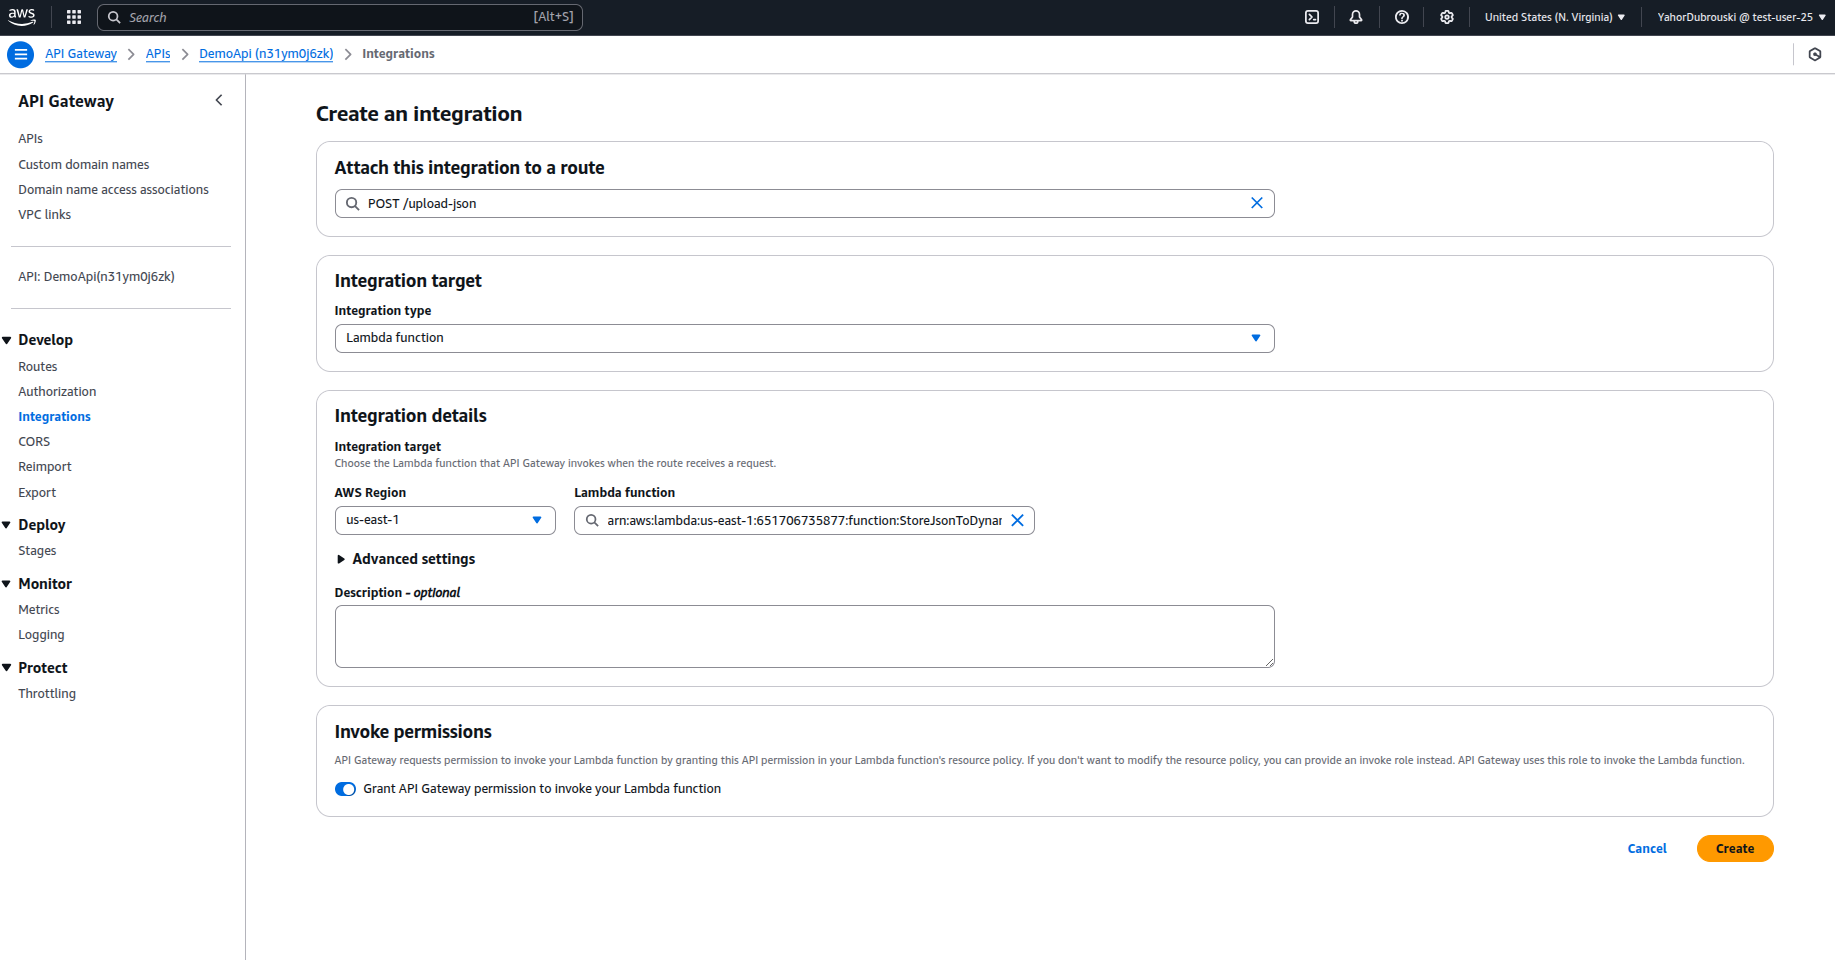 aws
Search [Alt+S]
United States (N. Virginia)
YahorDubrouski @ test-user-25
API Gateway > APIs > DemoApi (n31ym0j6zk) > Integrations
API Gateway
APIs
Custom domain names
Domain name access associations
VPC links
API: DemoApi(n31ym0j6zk)
Develop
Routes
Authorization
Integrations
CORS
Reimport
Export
Deploy
Stages
Monitor
Metrics
Logging
Protect
Throttling
Create an integration
Attach this integration to a route
POST /upload-json
Integration target
Integration type
Lambda function
Integration details
Integration target
Choose the Lambda function that API Gateway invokes when the route receives a request.
AWS Region
Lambda function
us-east-1
arn:aws:lambda:us-east-1:651706735877:function:StoreJsonToDynar
Advanced settings
Description - optional
Invoke permissions
API Gateway requests permission to invoke your Lambda function by granting this API permission in your Lambda function's resource policy. If you don't want to modify the resource policy, you can provide an invoke role instead. API Gateway uses this role to invoke the Lambda function.
Grant API Gateway permission to invoke your Lambda function
Cancel
Create